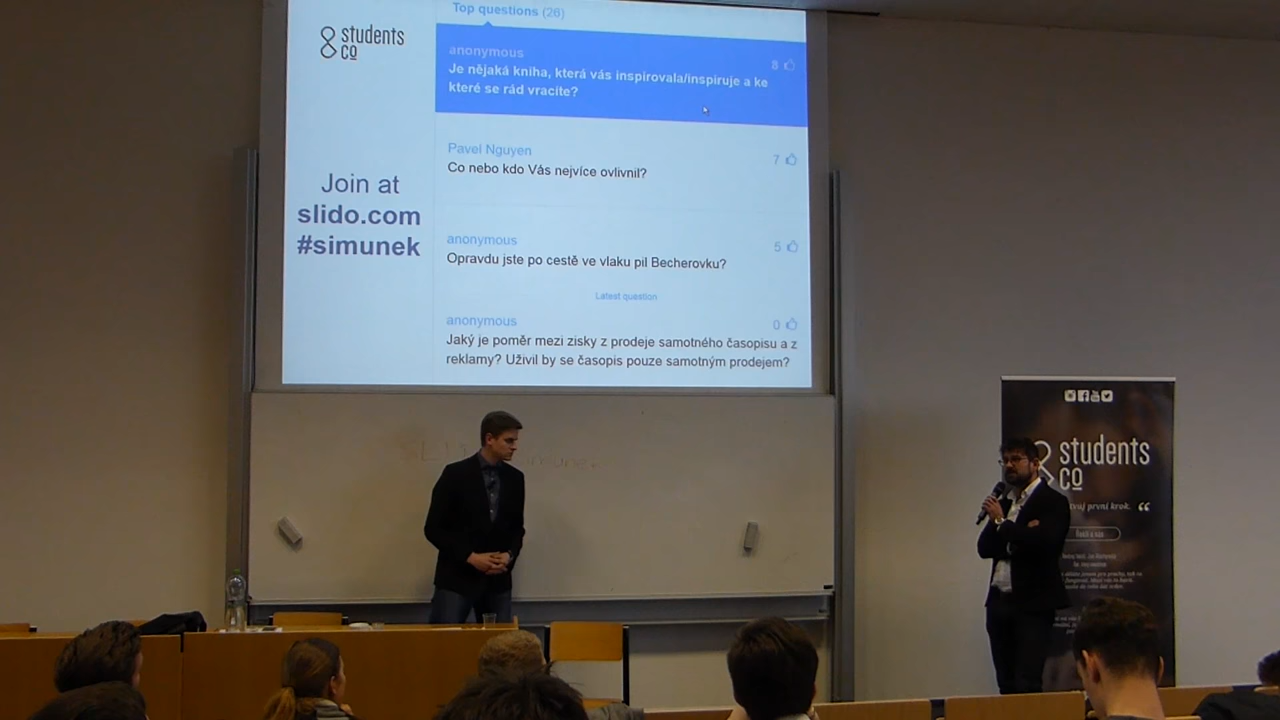 students
co
Join at
slido.com
#simunek
Top questions (26)
anonymous
8
Je nějaká kniha, která vás inspirovala/inspiruje a ke
které se rád vracíte?
Pavel Nguyen
7
Co nebo kdo Vás nejvíce ovlivnil?
anonymous
5
Opravdu jste po cestě ve vlaku pil Becherovku?
Latest question
anonymous
0
Jaký je poměr mezi zisky z prodeje samotného časopisu a z
reklamy? Uživil by se časopis pouze samotným prodejem?
students
co
tvůj první krok.